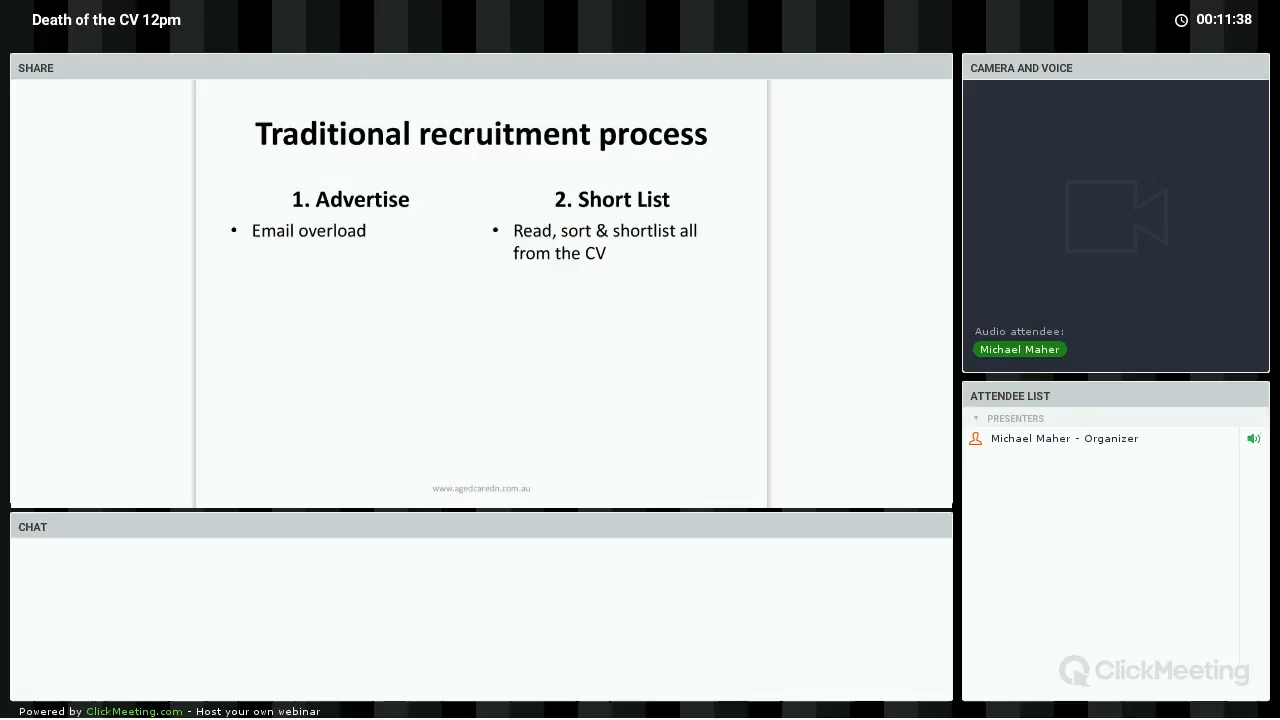 Death of the CV 12pm
00:11:38
SHARE
Traditional recruitment process
1. Advertise
• Email overload
2. Short List
• Read, sort & shortlist all
from the CV
www.agedcaredn.com.au
CAMERA AND VOICE
Audio attendee:
Michael Maher
ATTENDEE LIST
PRESENTERS
Michael Maher - Organizer
CHAT
ClickMeeting
Powered by ClickMeeting.com - Host your own webinar